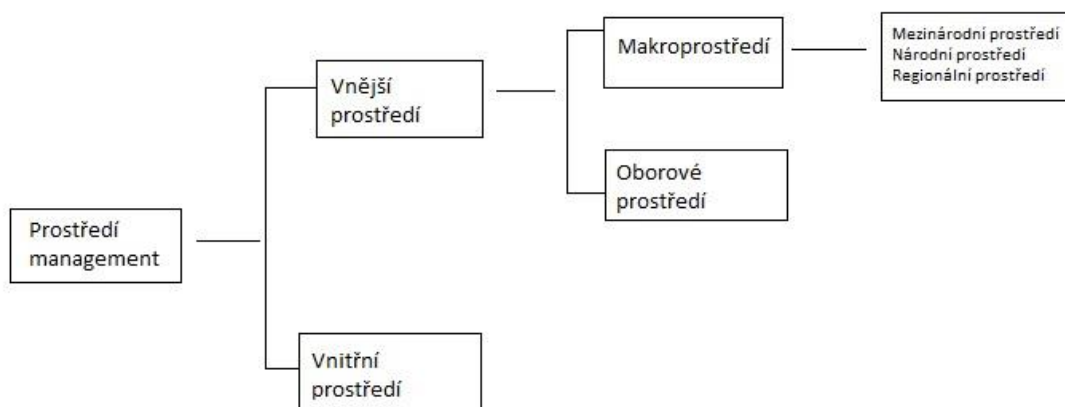 Prostředí
management
Vnější
prostředí
Vnitřní
prostředí
Makroprostředí
Oborové
prostředí
Mezinárodní prostředí
Národní prostředí
Regionální prostředí